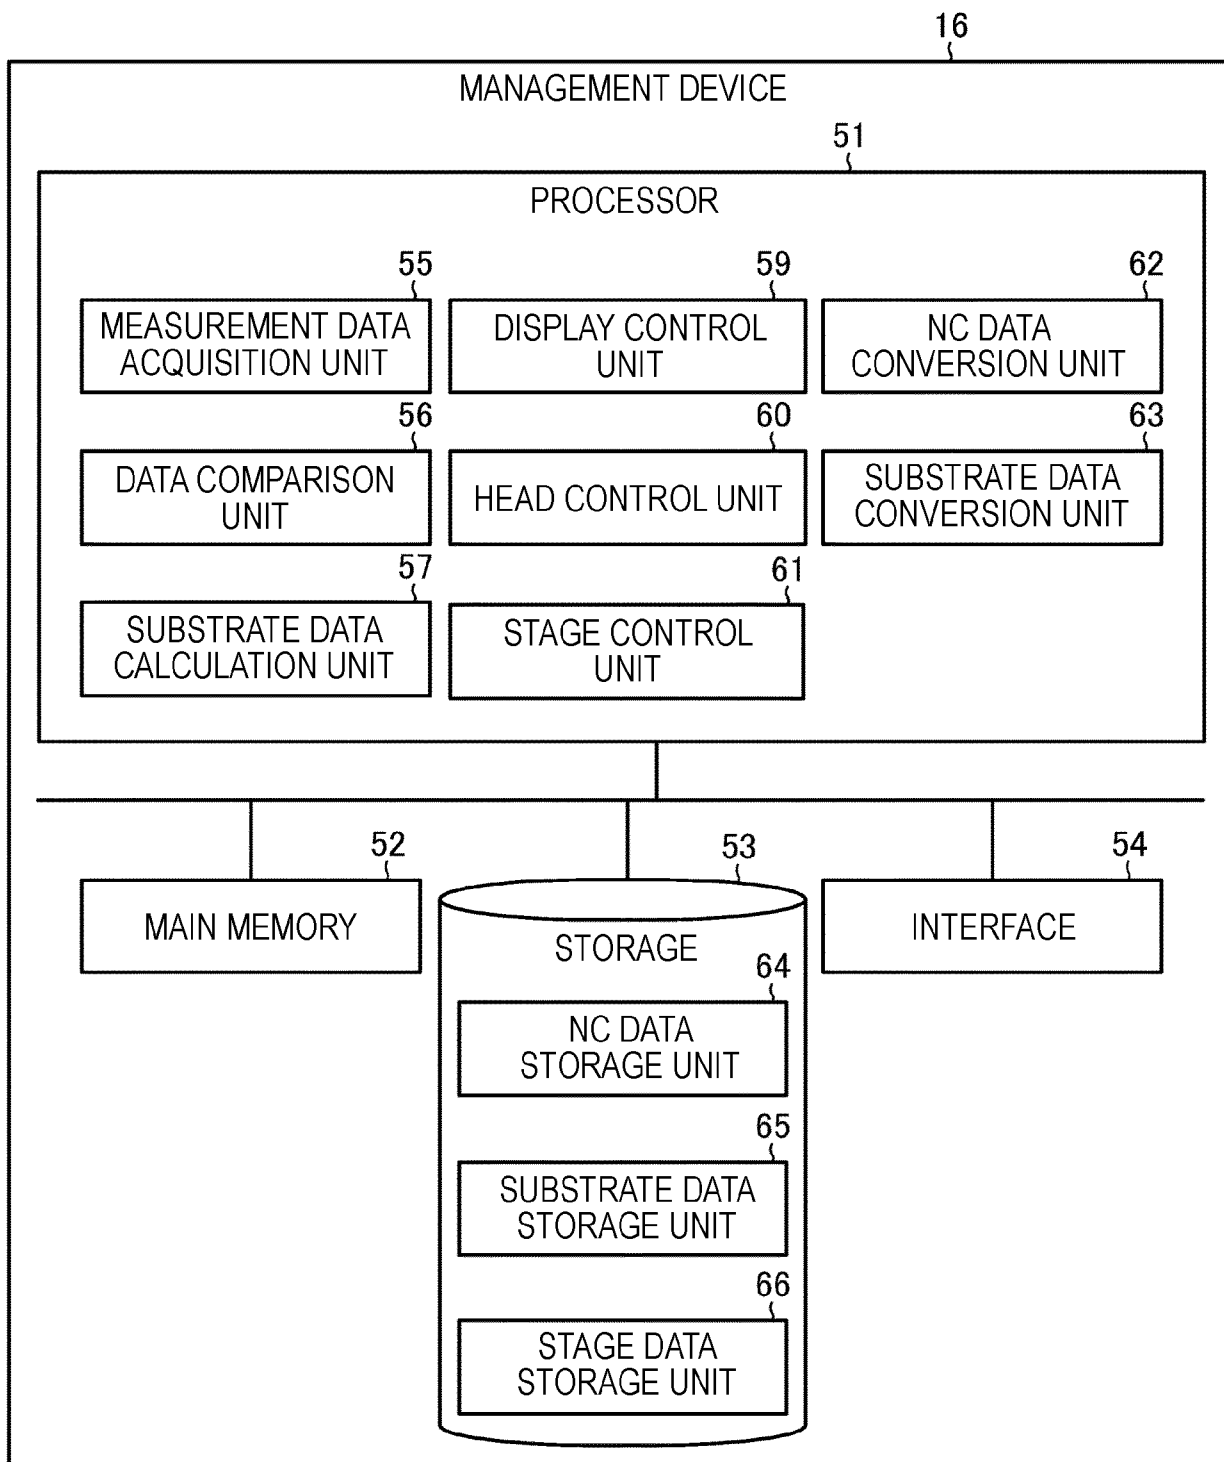 16
MANAGEMENT DEVICE
51
PROCESSOR
55
MEASUREMENT DATA
ACQUISITION UNIT
59
DISPLAY CONTROL
UNIT
62
NC DATA
CONVERSION UNIT
56
DATA COMPARISON
UNIT
60
HEAD CONTROL UNIT
63
SUBSTRATE DATA
CONVERSION UNIT
57
SUBSTRATE DATA
CALCULATION UNIT
61
STAGE CONTROL
UNIT
52
MAIN MEMORY
53
STORAGE
54
INTERFACE
64
NC DATA
STORAGE UNIT
65
SUBSTRATE DATA
STORAGE UNIT
66
STAGE DATA
STORAGE UNIT